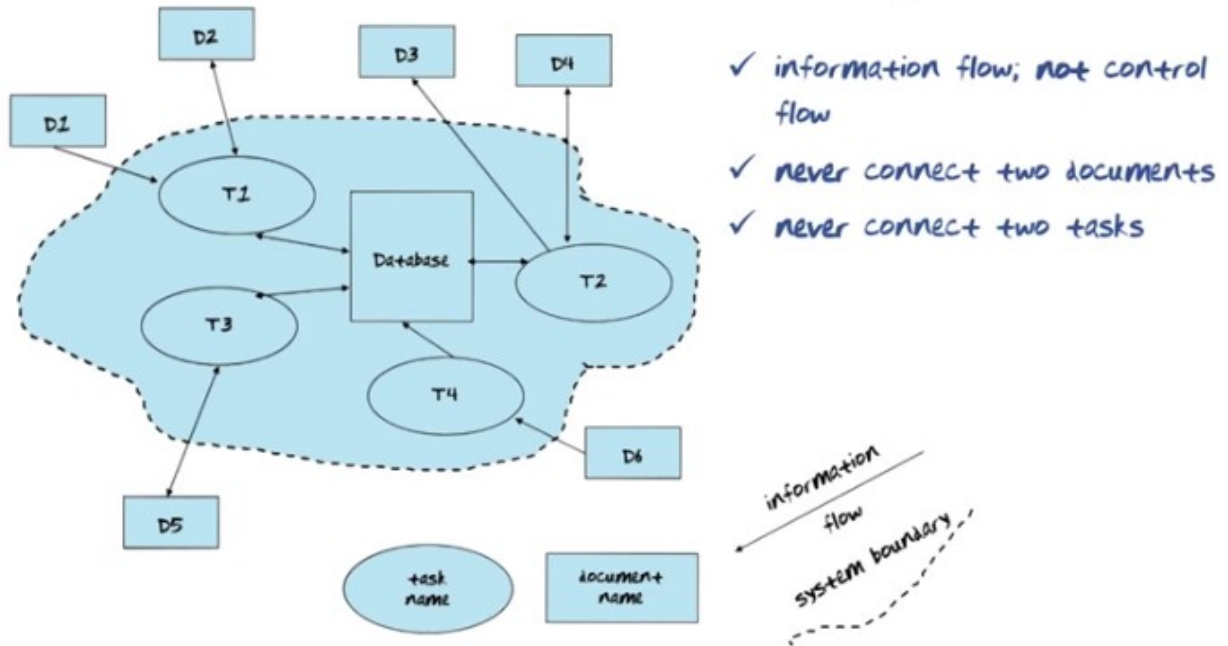 D2
D3
D4
D1
T1
Database
T2
T3
T4
D6
D5
✓ information flow; not control
flow
✓ never connect two documents
✓ never connect two tasks
information
flow
system boundary
task
name
document
name